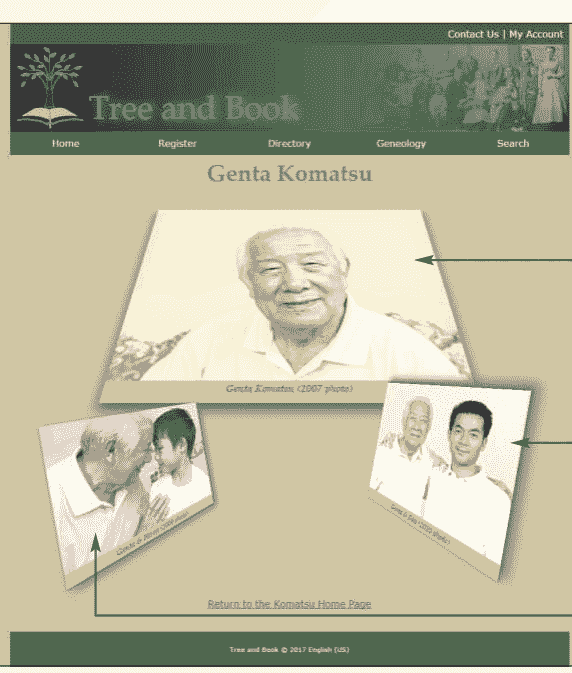 Contact Us | My Account
Tree and Book
Home Register Directory Geneology Search
Genta Komatsu
Genta Komatsu (2007 photo)
Return to the Komatsu Home Page
Tree and Book © 2017 English (US)